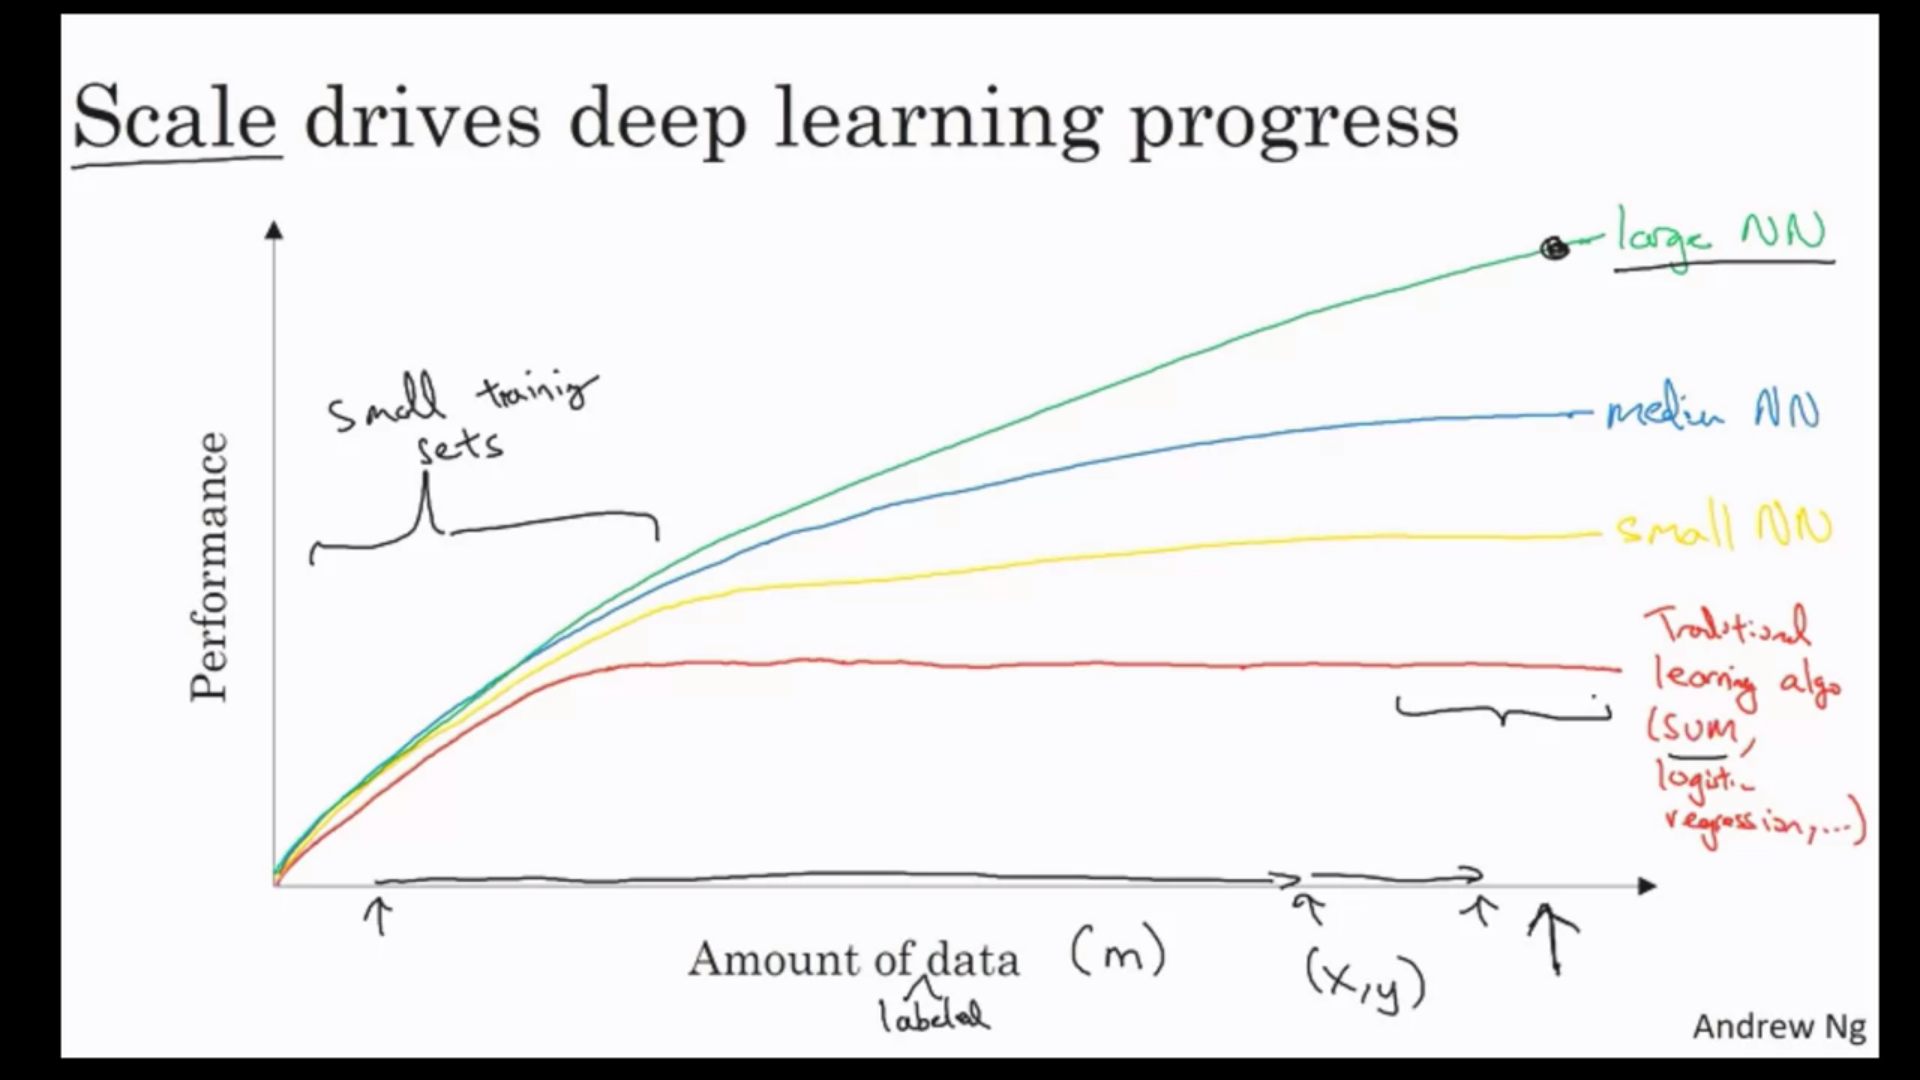 Scale drives deep learning progress
large NN
small training
sets
medium NN
small NN
Traditional
learning algo
(SVM,
logistic
regression,...)
Performance
Amount of data (m)
labeled
(x,y)
Andrew Ng